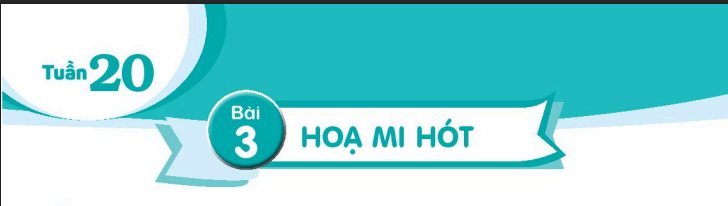 Tuần 20
Bài
3
HOẠ MI HÓT